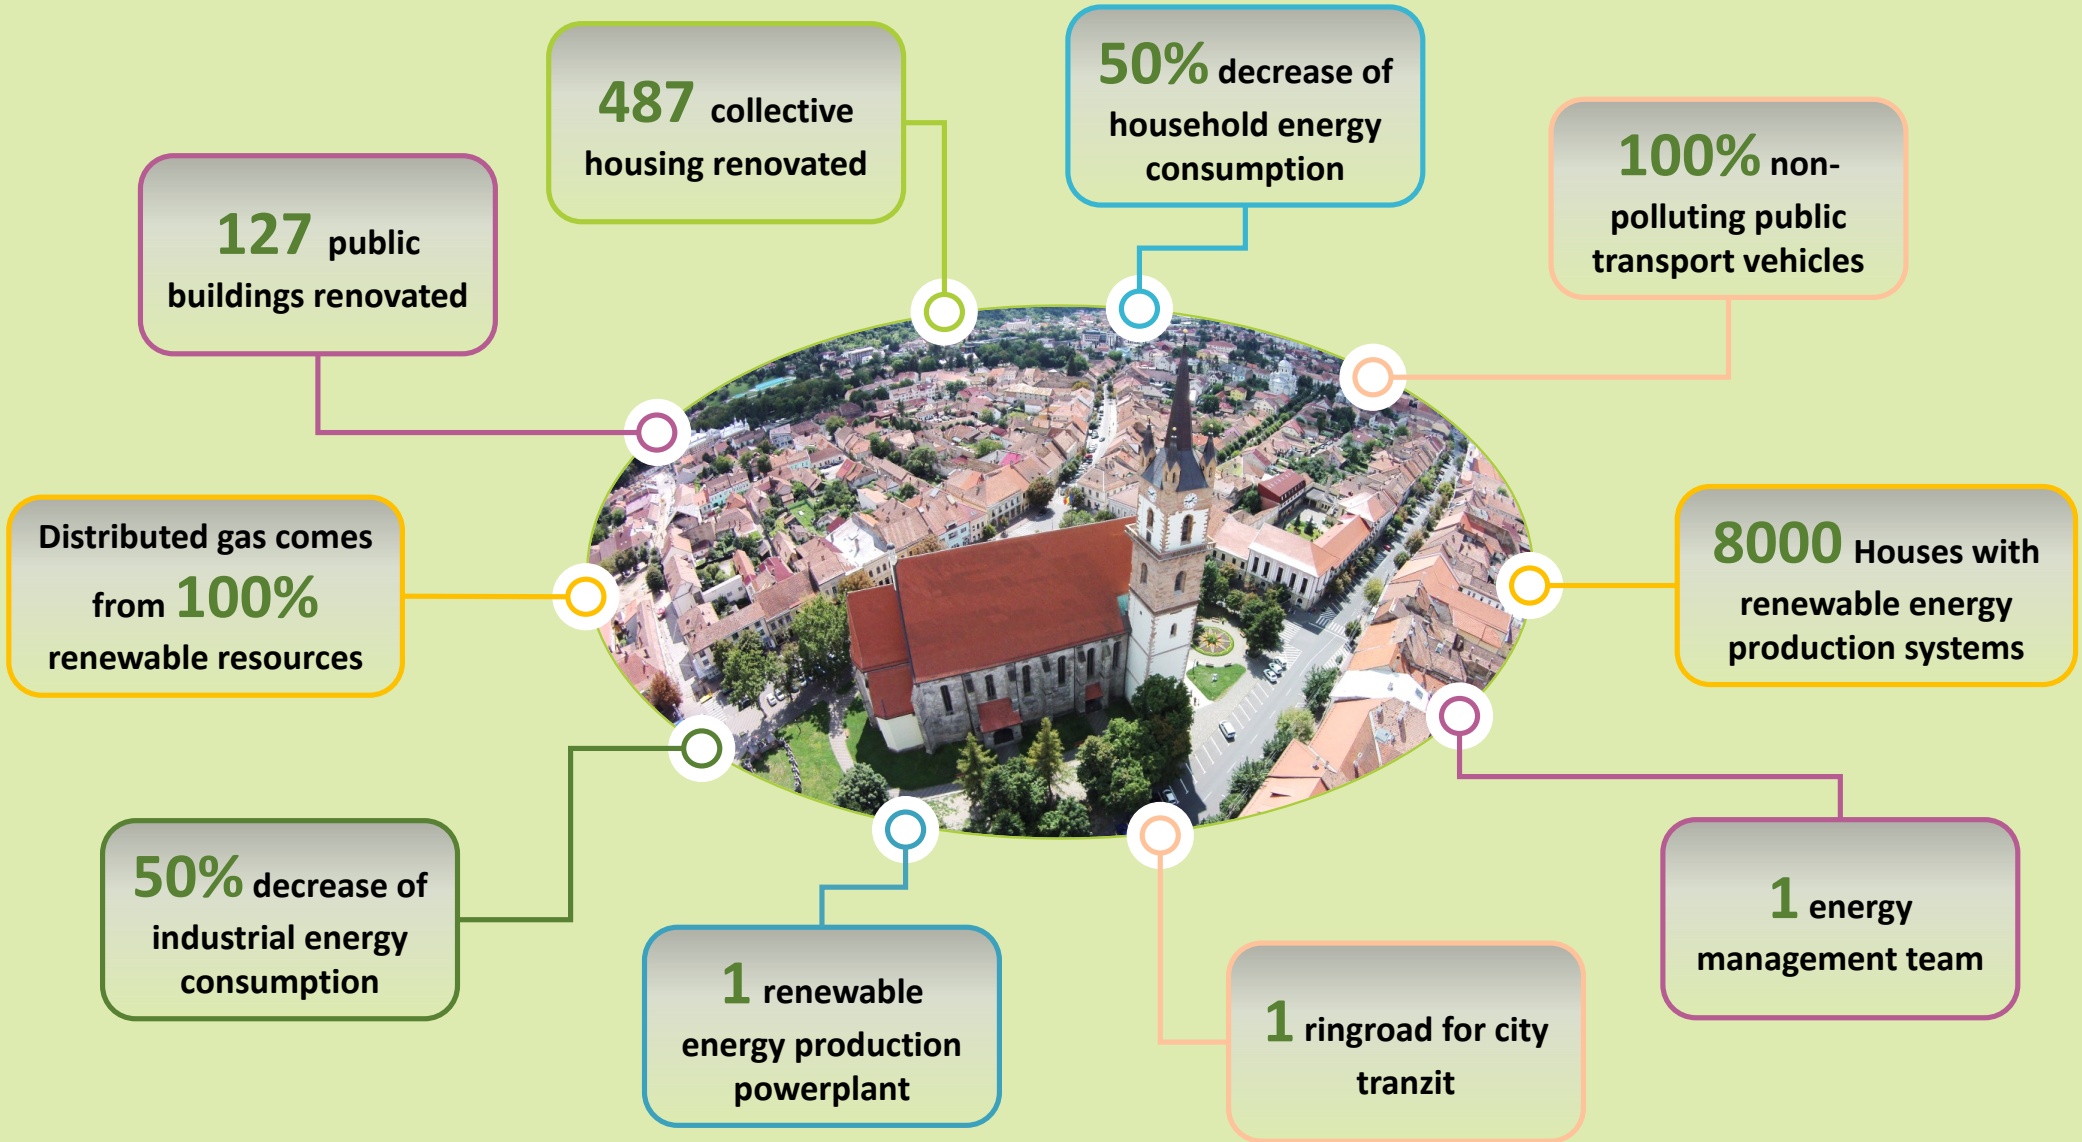 50% decrease of
household energy
consumption
487 collective
housing renovated
100% non-
polluting public
transport vehicles
127 public
buildings renovated
8000 Houses with
renewable energy
production systems
Distributed gas comes
from 100%
renewable resources
50% decrease of
industrial energy
consumption
1 energy
management team
1 renewable
energy production
powerplant
1 ringroad for city
tranzit